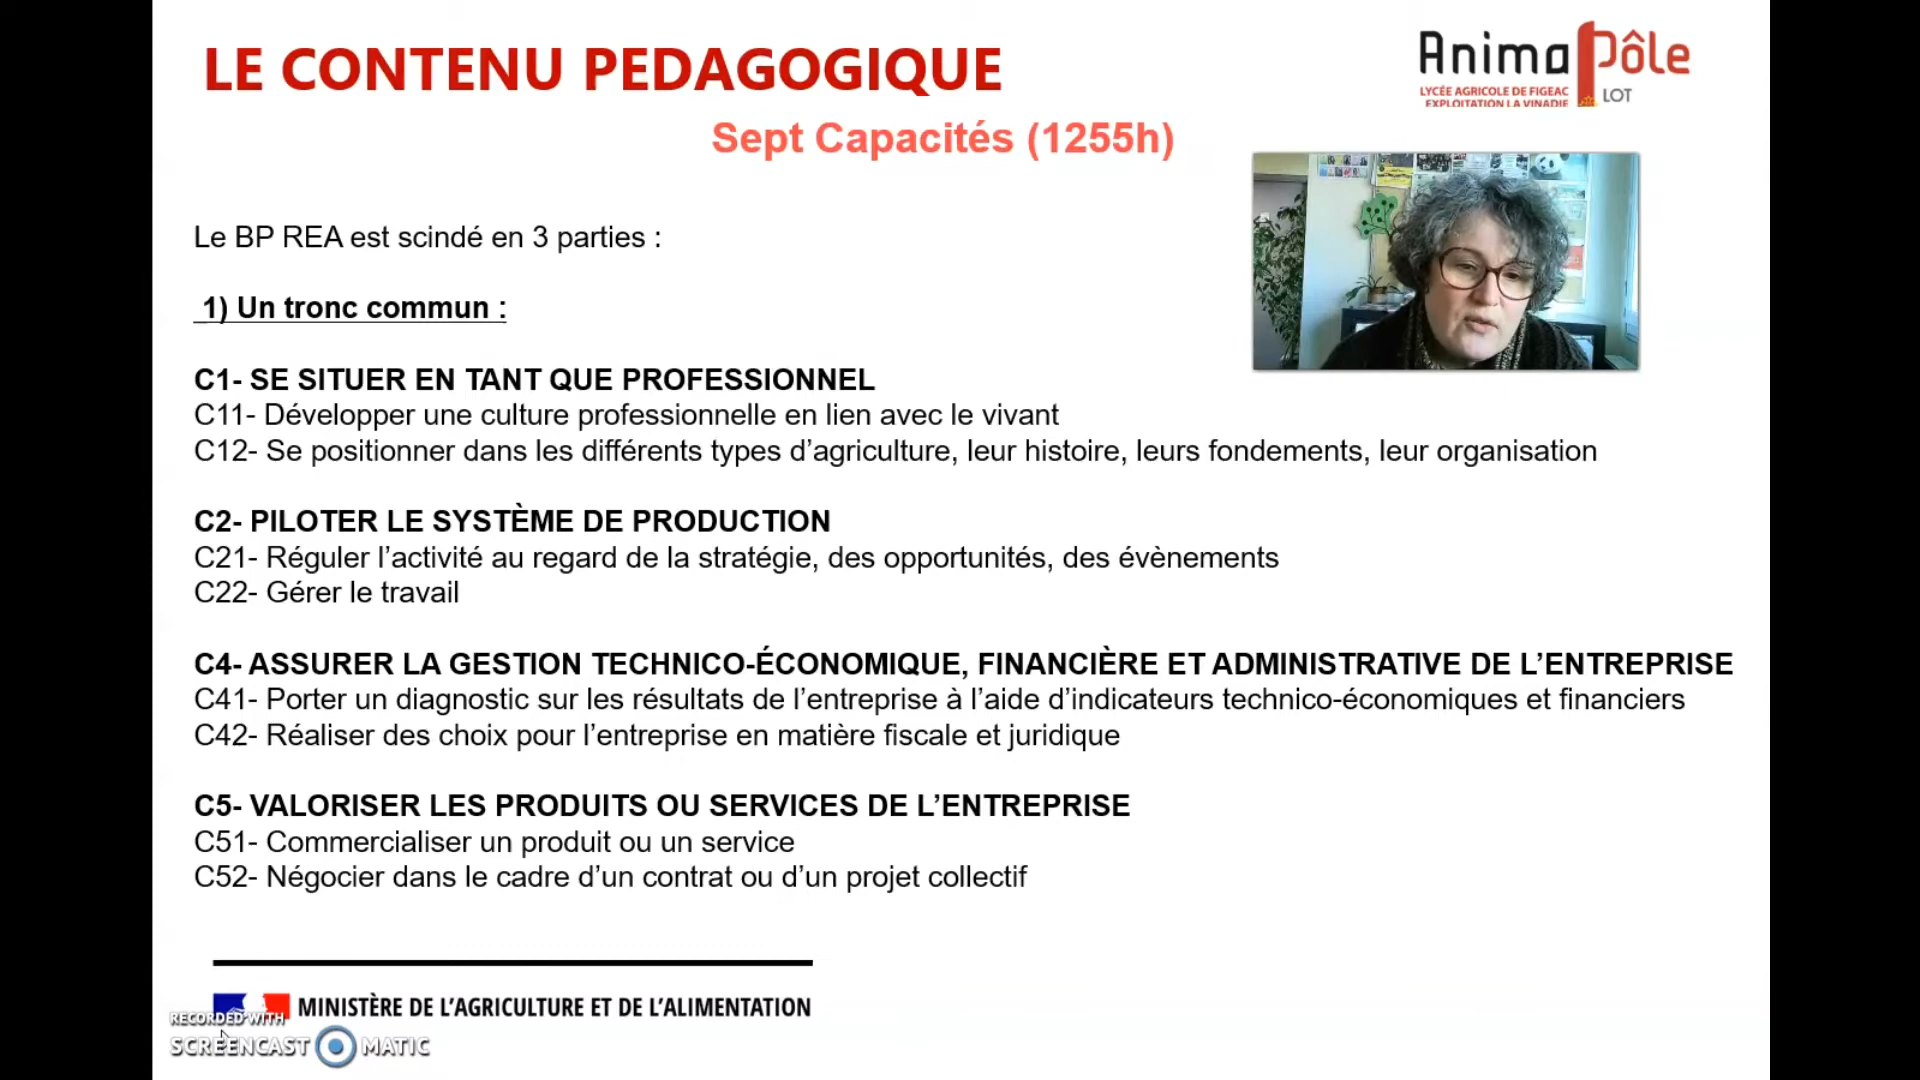 LE CONTENU PEDAGOGIQUE
Anima Pôle
LYCÉE AGRICOLE DE FIGEAC
EXPLOITATION LA VINADIE
LOT
Sept Capacités (1255h)
Le BP REA est scindé en 3 parties :
1) Un tronc commun :
C1- SE SITUER EN TANT QUE PROFESSIONNEL
C11- Développer une culture professionnelle en lien avec le vivant
C12- Se positionner dans les différents types d’agriculture, leur histoire, leurs fondements, leur organisation
C2- PILOTER LE SYSTÈME DE PRODUCTION
C21- Réguler l’activité au regard de la stratégie, des opportunités, des évènements
C22- Gérer le travail
C4- ASSURER LA GESTION TECHNICO-ÉCONOMIQUE, FINANCIÈRE ET ADMINISTRATIVE DE L’ENTREPRISE
C41- Porter un diagnostic sur les résultats de l’entreprise à l’aide d’indicateurs technico-économiques et financiers
C42- Réaliser des choix pour l’entreprise en matière fiscale et juridique
C5- VALORISER LES PRODUITS OU SERVICES DE L’ENTREPRISE
C51- Commercialiser un produit ou un service
C52- Négocier dans le cadre d’un contrat ou d’un projet collectif
MINISTÈRE DE L’AGRICULTURE ET DE L’ALIMENTATION
RECORDED WITH
SCREENCAST MATIC